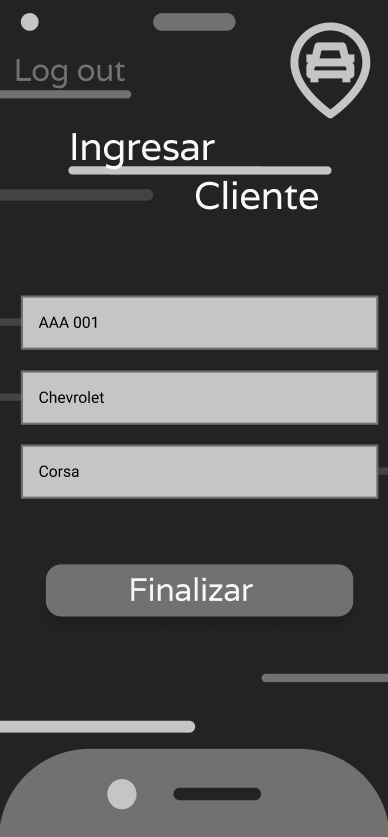 Log out
Ingresar
Cliente
AAA 001
Chevrolet
Corsa
Finalizar